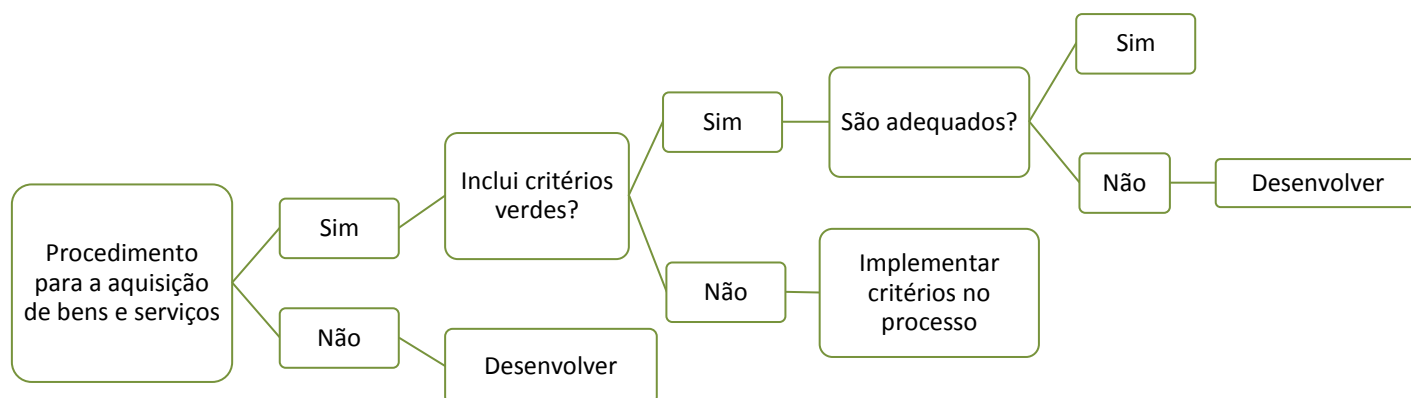 Procedimento
para a aquisição
de bens e serviços
Sim
Não
Inclui critérios
verdes?
Desenvolver
Sim
Não
São adequados?
Implementar
critérios no
processo
Sim
Não
Desenvolver